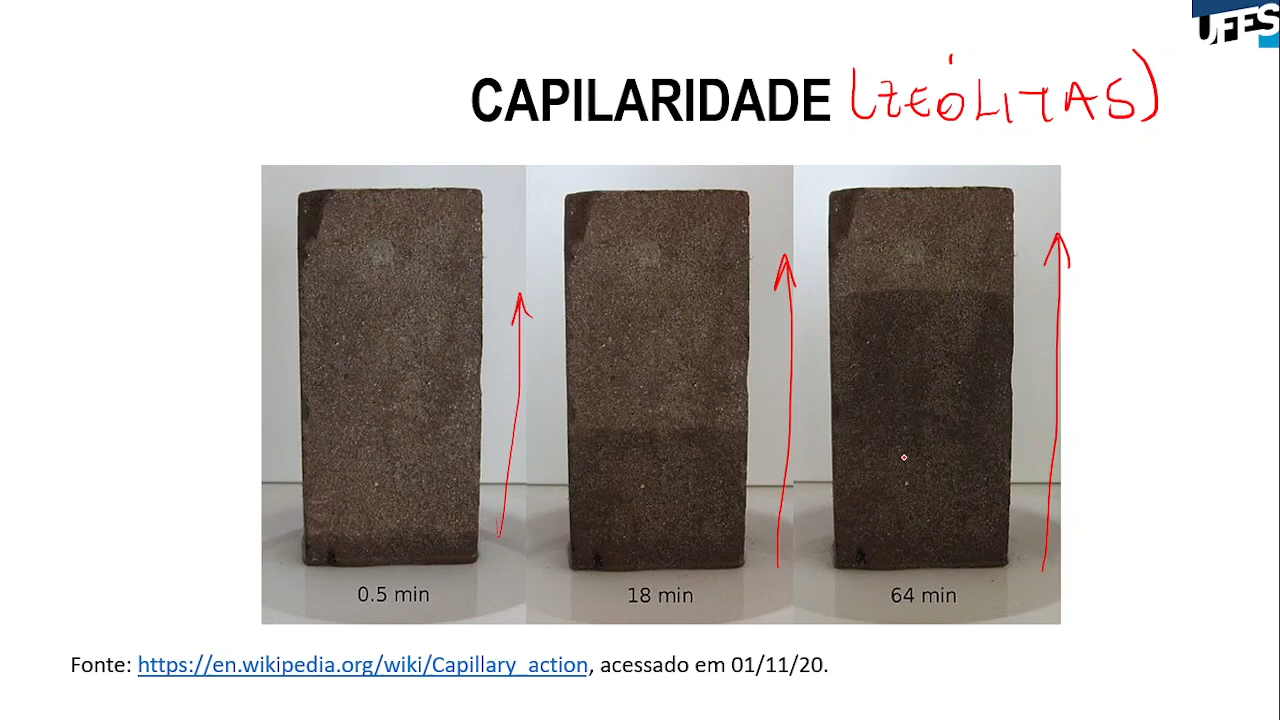 UFES
CAPILARIDADE (ZEÓLITAS)
0.5 min 18 min 64 min
Fonte: https://en.wikipedia.org/wiki/Capillary_action, acessado em 01/11/20.